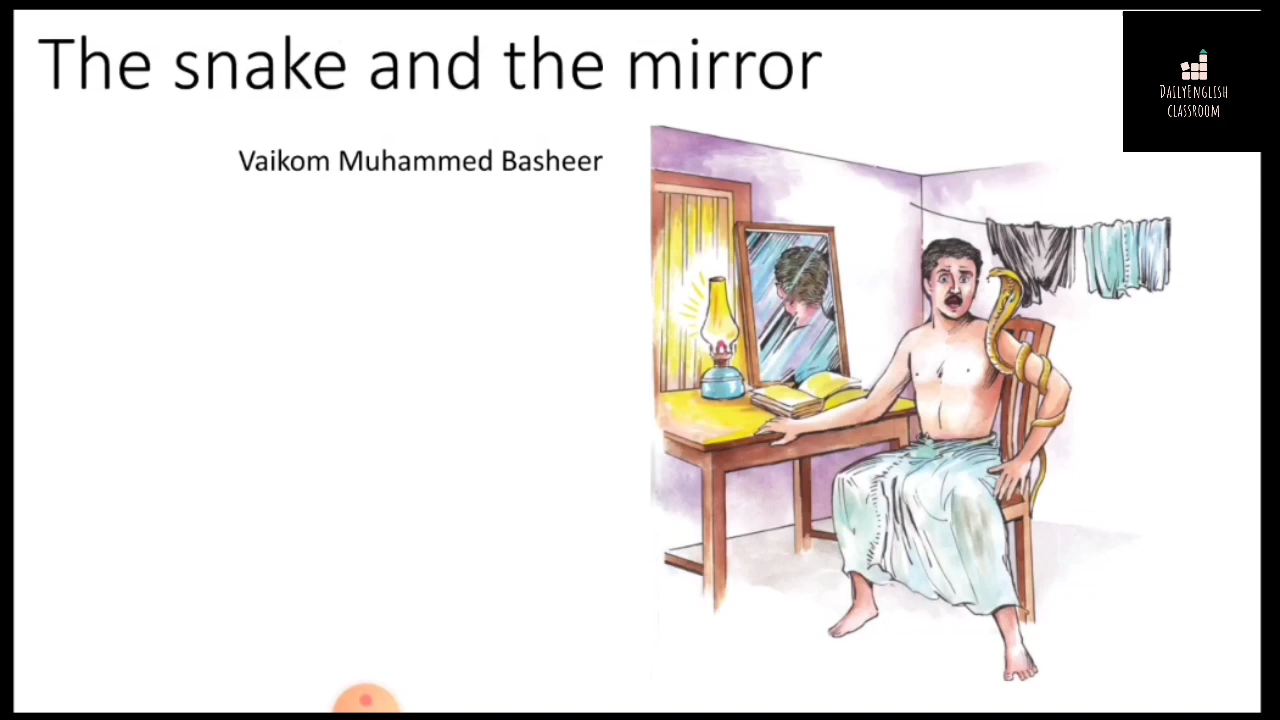 The snake and the mirror
Vaikom Muhammed Basheer
DAILYENGLISH
CLASSROOM